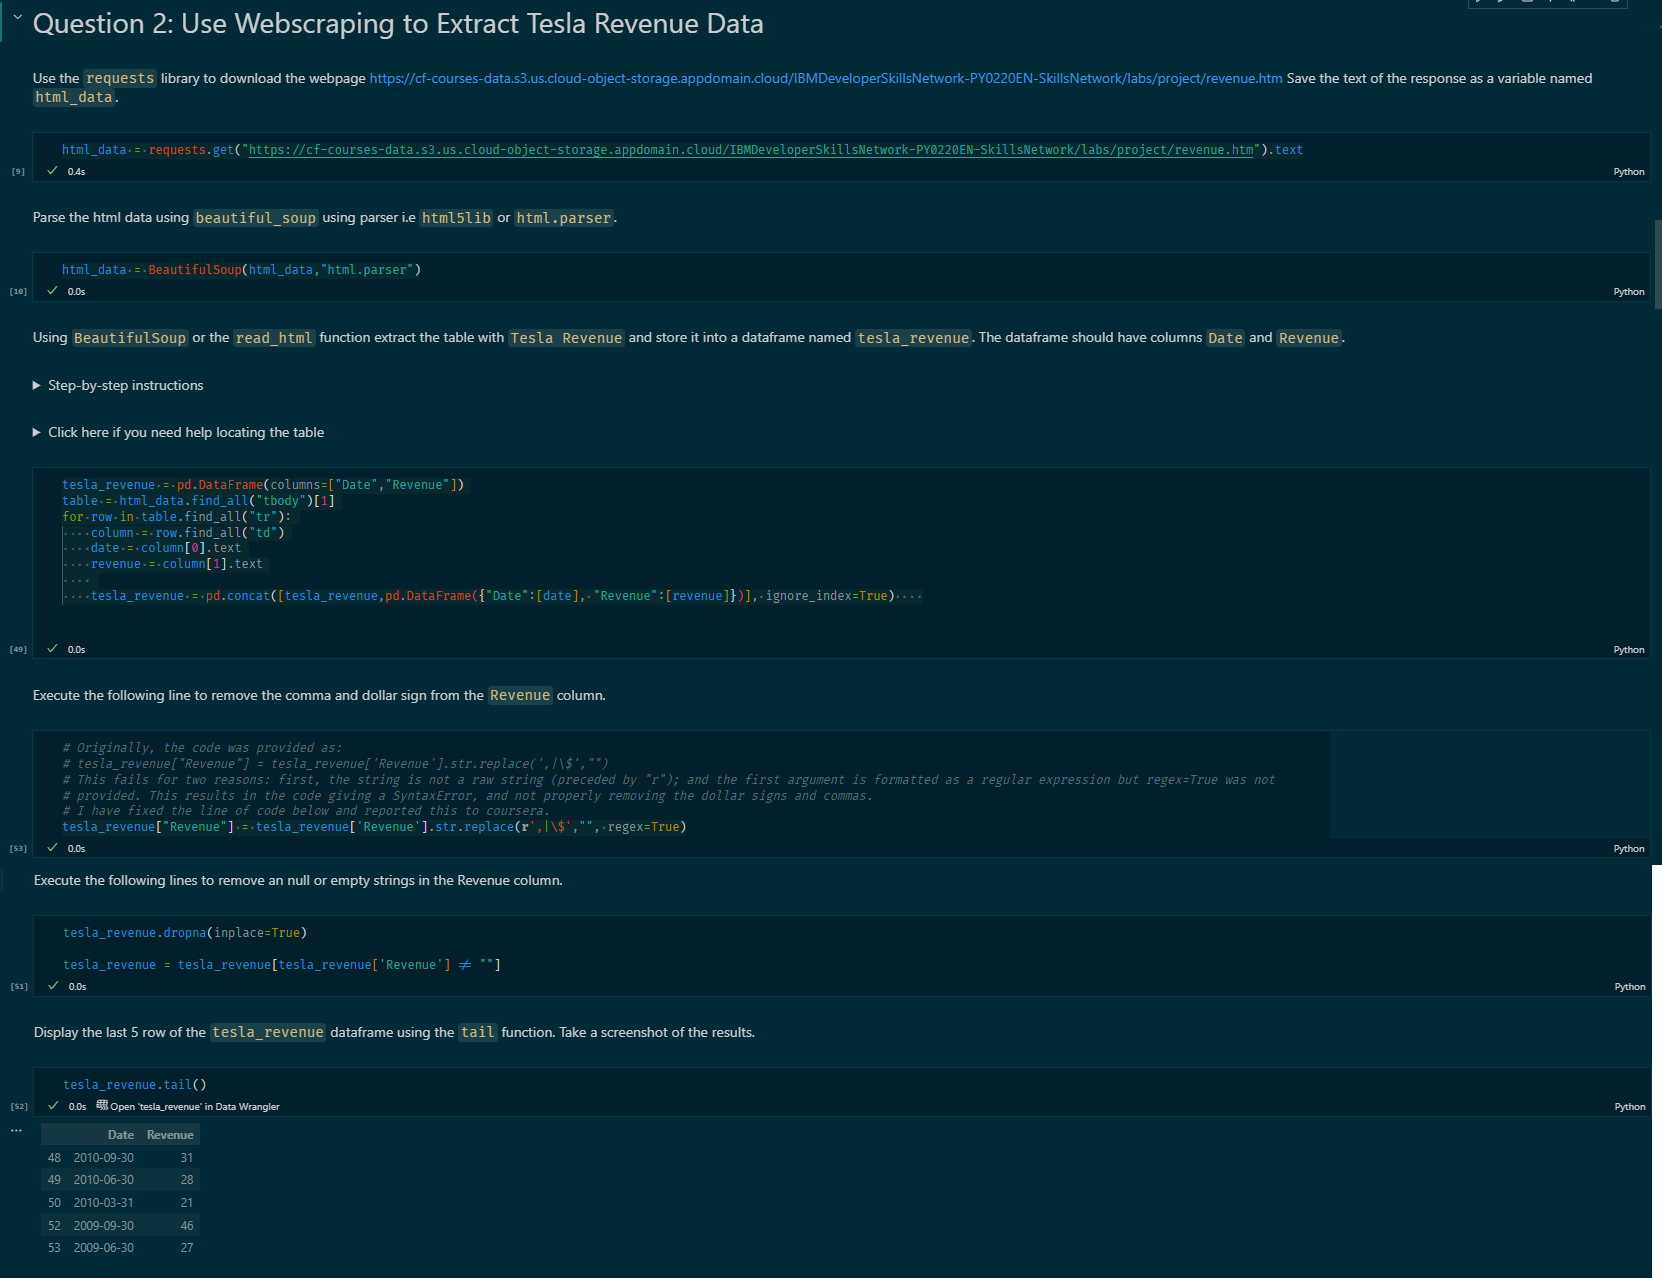 Question 2: Use Webscraping to Extract Tesla Revenue Data
Use the requests library to download the webpage https://cf-courses-data.s3.us.cloud-object-storage.appdomain.cloud/IBMDeveloperSkillsNetwork-PY0220EN-SkillsNetwork/labs/project/revenue.htm Save the text of the response as a variable named
html_data.
html_data = requests.get("https://cf-courses-data.s3.us.cloud-object-storage.appdomain.cloud/IBMDeveloperSkillsNetwork-PY0220EN-SkillsNetwork/labs/project/revenue.htm").text
[9] ✓ 0.4s Python
Parse the html data using beautiful_soup using parser i.e html5lib or html.parser.
html_data = BeautifulSoup(html_data,"html.parser")
[10] ✓ 0.0s Python
Using BeautifulSoup or the read_html function extract the table with Tesla Revenue and store it into a dataframe named tesla_revenue. The dataframe should have columns Date and Revenue.
▶ Step-by-step instructions
▶ Click here if you need help locating the table
tesla_revenue = pd.DataFrame(columns=["Date","Revenue"])
table = html_data.find_all("tbody")[1]
for row in table.find_all("tr"):
    column = row.find_all("td")
    date = column[0].text
    revenue = column[1].text
    tesla_revenue = pd.concat([tesla_revenue,pd.DataFrame({"Date":[date], "Revenue":[revenue]})], ignore_index=True)
[49] ✓ 0.0s Python
Execute the following line to remove the comma and dollar sign from the Revenue column.
# Originally, the code was provided as:
# tesla_revenue["Revenue"] = tesla_revenue['Revenue'].str.replace(',|\$',"")
# This fails for two reasons: first, the string is not a raw string (preceded by "r"); and the first argument is formatted as a regular expression but regex=True was not
# provided. This results in the code giving a SyntaxError, and not properly removing the dollar signs and commas.
# I have fixed the line of code below and reported this to coursera.
tesla_revenue["Revenue"] = tesla_revenue['Revenue'].str.replace(r',|\$',"", regex=True)
[53] ✓ 0.0s Python
Execute the following lines to remove an null or empty strings in the Revenue column.
tesla_revenue.dropna(inplace=True)
tesla_revenue = tesla_revenue[tesla_revenue['Revenue'] ≠ ""]
[51] ✓ 0.0s Python
Display the last 5 row of the tesla_revenue dataframe using the tail function. Take a screenshot of the results.
tesla_revenue.tail()
[52] ✓ 0.0s Open 'tesla_revenue' in Data Wrangler Python
... Date Revenue
48 2010-09-30 31
49 2010-06-30 28
50 2010-03-31 21
52 2009-09-30 46
53 2009-06-30 27